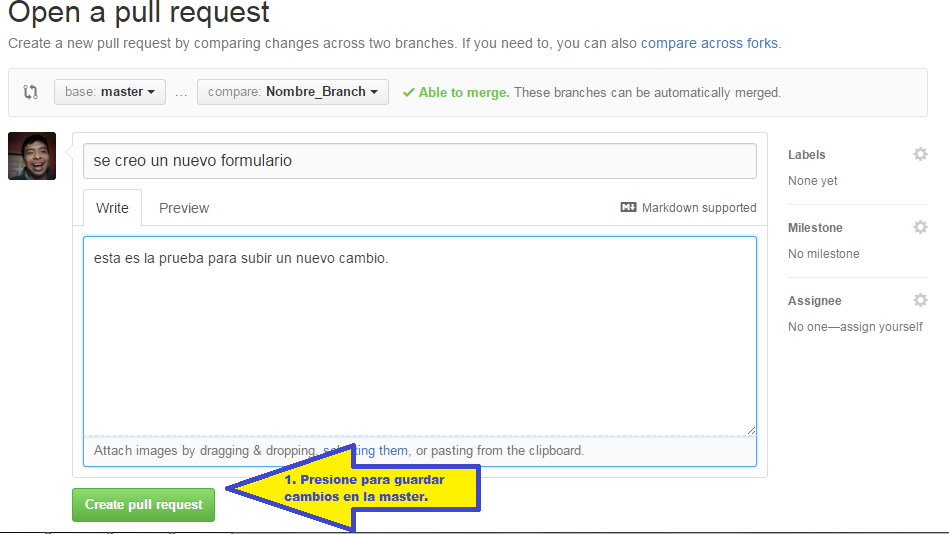 Open a pull request
Create a new pull request by comparing changes across two branches. If you need to, you can also compare across forks.
base: master ... compare: Nombre_Branch Able to merge. These branches can be automatically merged.
se creo un nuevo formulario
Labels
None yet
Write Preview Markdown supported
Milestone
No milestone
esta es la prueba para subir un nuevo cambio.
Assignee
No one—assign yourself
Attach images by dragging & dropping, them, or pasting from the clipboard.
1. Presione para guardar
cambios en la master.
Create pull request